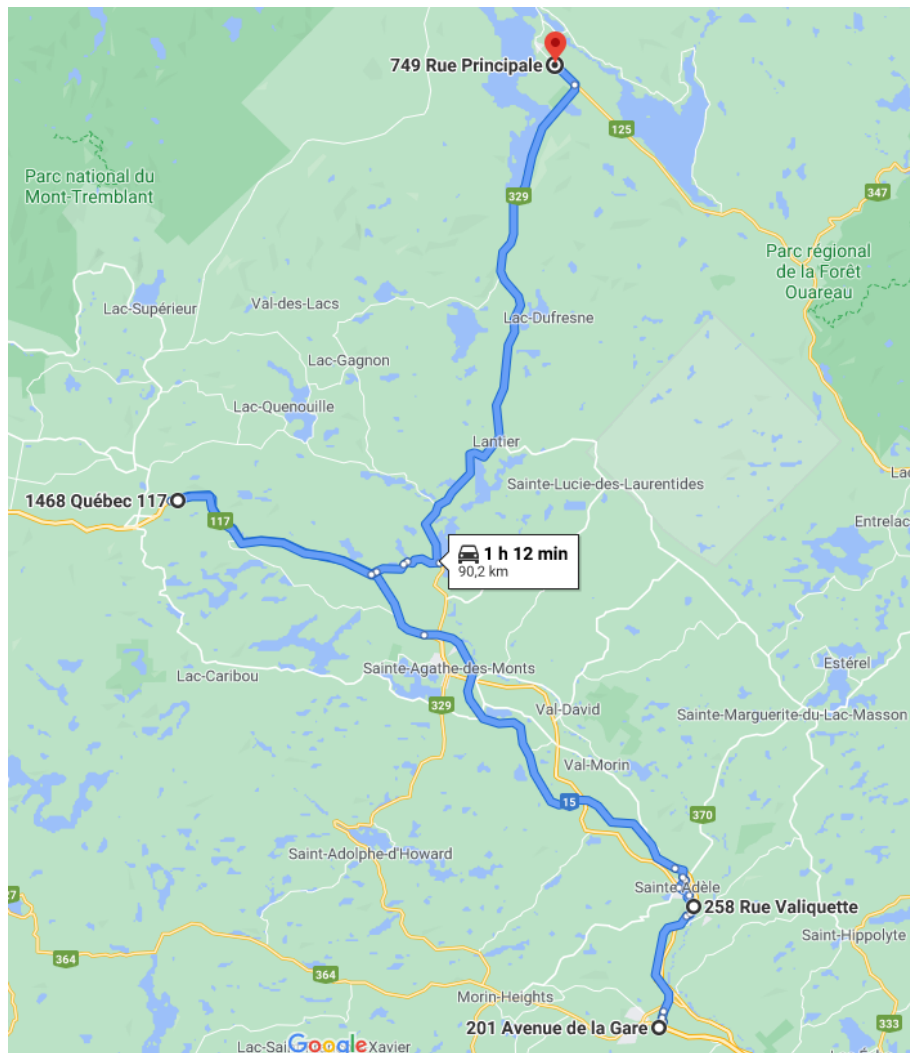 749 Rue Principale
125
Parc national du
Mont-Tremblant
329
347
Parc régional
de la Forêt
Ouareau
Lac-Supérieur
Val-des-Lacs
Lac-Dufresne
Lac-Gagnon
Lac-Quenouille
Lantier
Lac
Sainte-Lucie-des-Laurentides
1468 Québec 117
117
Entrelac
1 h 12 min
90,2 km
Sainte-Agathe-des-Monts
Estérel
Lac-Caribou
329
Val-David
Sainte-Marguerite-du-Lac-Masson
Val-Morin
15
370
Saint-Adolphe-d'Howard
Sainte-Adèle
27
258 Rue Valiquette
Saint-Hippolyte
364
364
Morin-Heights
333
201 Avenue de la Gare
Google
Lac-Sai
Xavier